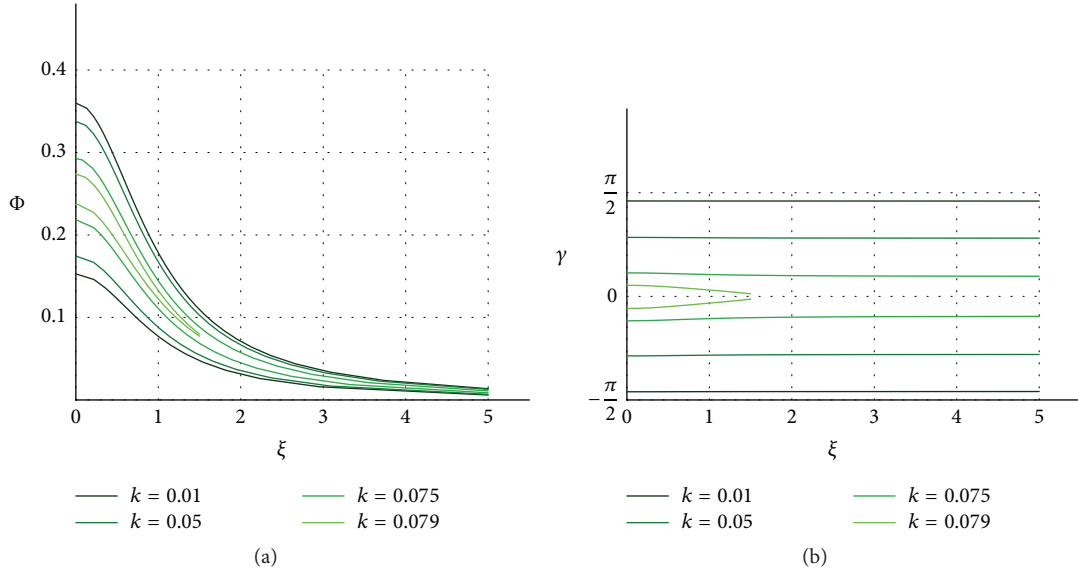 0.4
0.3
Φ
0.2
0.1
0 1 2 3 4 5
ξ
k = 0.01
k = 0.05
k = 0.075
k = 0.079
(a)
π
2
γ
0
− π
2
0 1 2 3 4 5
ξ
k = 0.01
k = 0.05
k = 0.075
k = 0.079
(b)